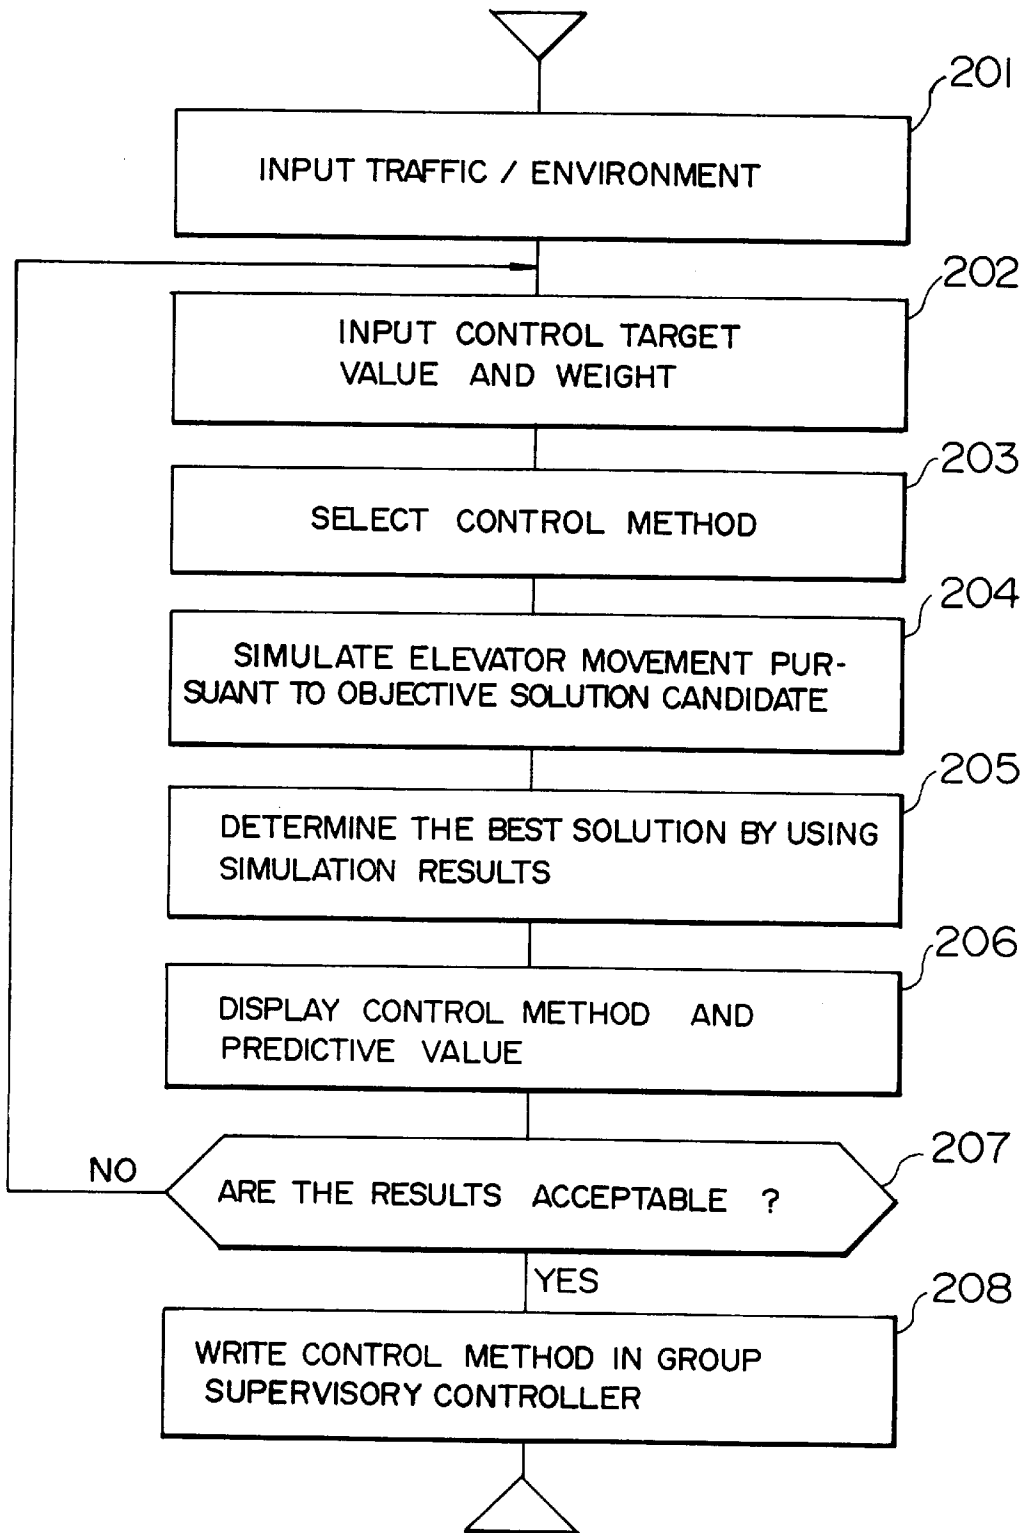 201
INPUT TRAFFIC / ENVIRONMENT
202
INPUT CONTROL TARGET
VALUE AND WEIGHT
203
SELECT CONTROL METHOD
204
SIMULATE ELEVATOR MOVEMENT PUR-
SUANT TO OBJECTIVE SOLUTION CANDIDATE
205
DETERMINE THE BEST SOLUTION BY USING
SIMULATION RESULTS
206
DISPLAY CONTROL METHOD AND
PREDICTIVE VALUE
207
NO
ARE THE RESULTS ACCEPTABLE ?
YES
208
WRITE CONTROL METHOD IN GROUP
SUPERVISORY CONTROLLER